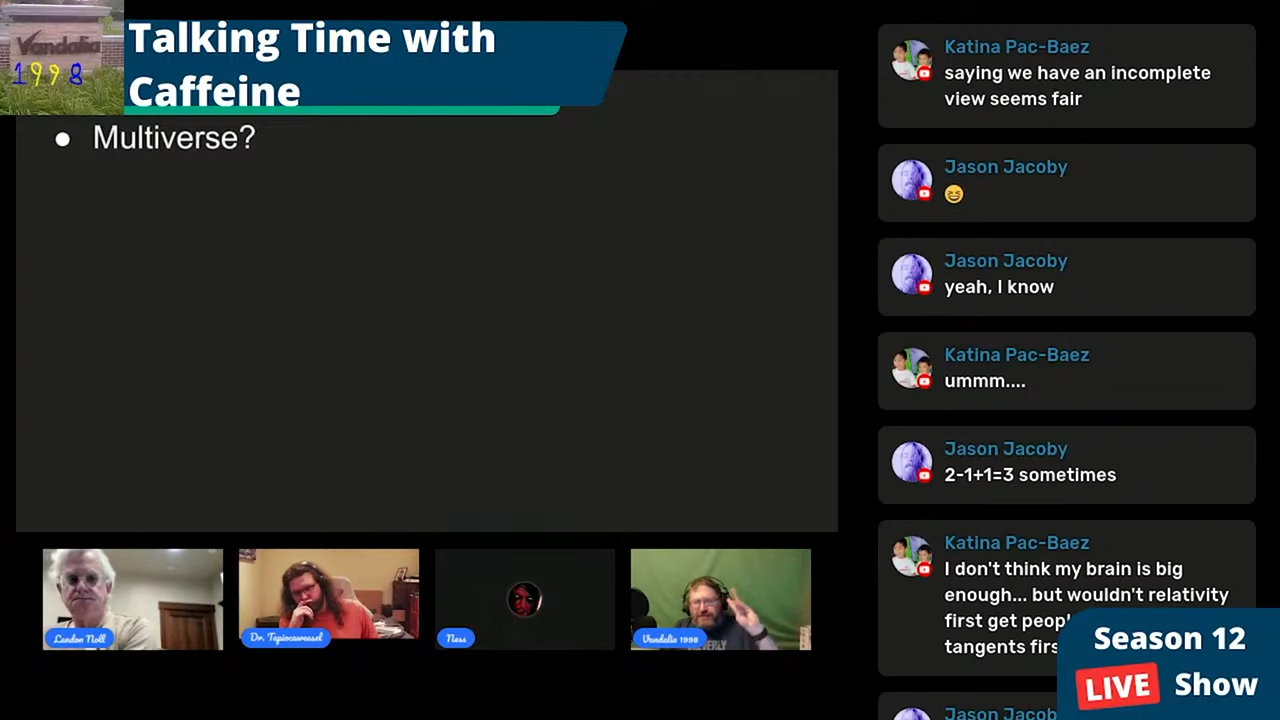 Vandalia
1998
Talking Time with
Caffeine
● Multiverse?
Landon Noll
Dr. Tapiocaweasel
Ness
Vandalia 1998
Katina Pac-Baez
saying we have an incomplete
view seems fair
Jason Jacoby
😆
Jason Jacoby
yeah, I know
Katina Pac-Baez
ummm....
Jason Jacoby
2-1+1=3 sometimes
Katina Pac-Baez
I don't think my brain is big
enough... but wouldn't relativity
first get
tangents
Jason Jacoby
Season 12
LIVE Show